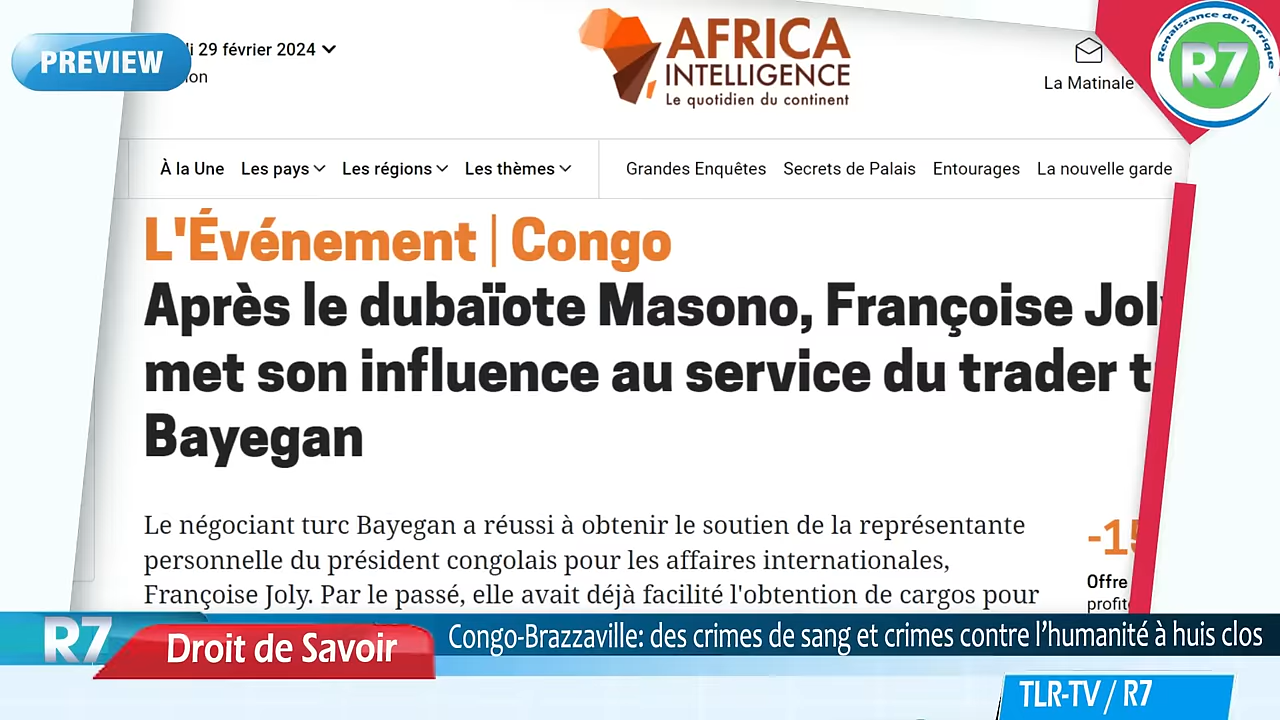 PREVIEW
29 février 2024
AFRICA
INTELLIGENCE
Le quotidien du continent
La Matinale
Renaissance de l'Afrique
R7
À la Une Les pays Les régions Les thèmes Grandes Enquêtes Secrets de Palais Entourages La nouvelle garde
L'Événement | Congo
Après le dubaïote Masono, Françoise
met son influence au service du trader
Bayegan
Le négociant turc Bayegan a réussi à obtenir le soutien de la représentante
personnelle du président congolais pour les affaires internationales,
Françoise Joly. Par le passé, elle avait déjà facilité l'obtention de cargos pour
Offre
R7
Droit de Savoir
Congo-Brazzaville: des crimes de sang et crimes contre l'humanité à huis clos
TLR-TV / R7